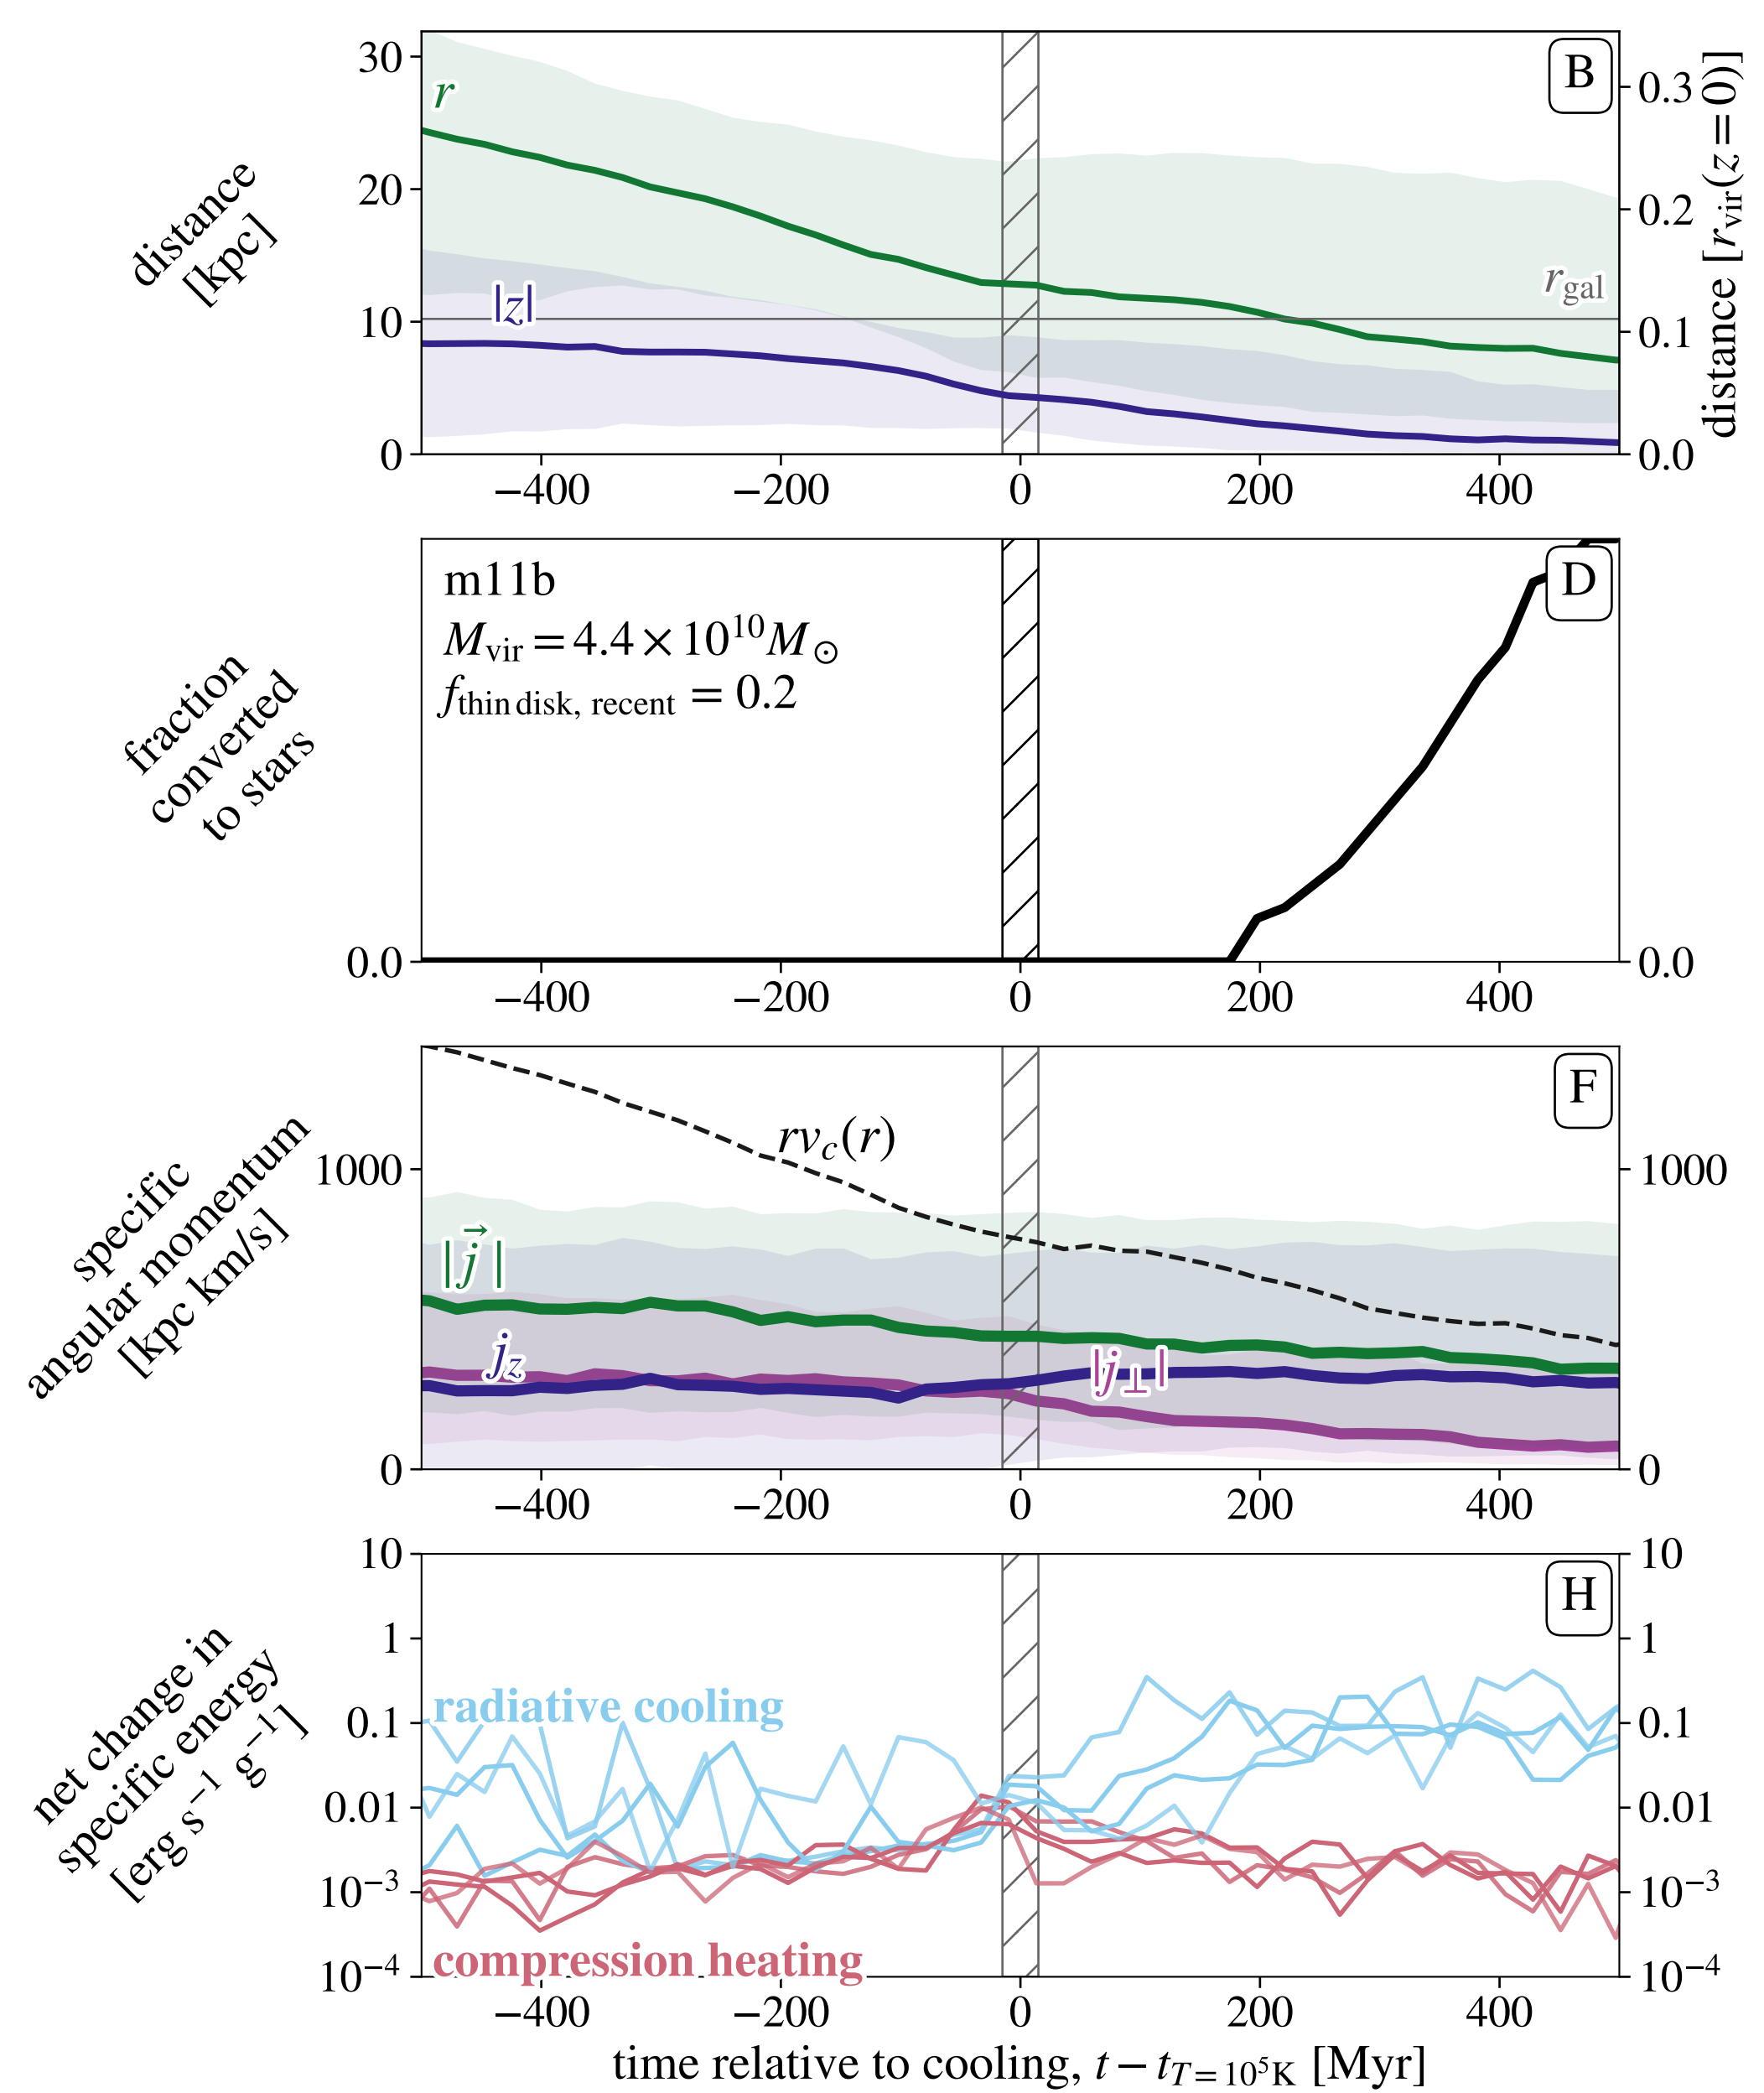 distance
[kpc]
30
20
10
0
r
|z|
B
r_gal
0.3
0.2
0.1
0.0
distance [r_vir(z = 0)]
−400 −200 0 200 400
fraction
converted
to stars
m11b
M_vir = 4.4 × 10^10 M_⊙
f_thin disk, recent = 0.2
D
0.0 0.0
−400 −200 0 200 400
specific
angular momentum
[kpc km/s]
1000
0
rv_c(r)
|j⃗|
j_z
|j_⊥|
F
1000
0
−400 −200 0 200 400
net change in
specific energy
[erg s^−1 g^−1]
10
1
0.1
0.01
10^−3
10^−4
radiative cooling
compression heating
H
10
1
0.1
0.01
10^−3
10^−4
−400 −200 0 200 400
time relative to cooling, t − t_T = 10^5 K [Myr]